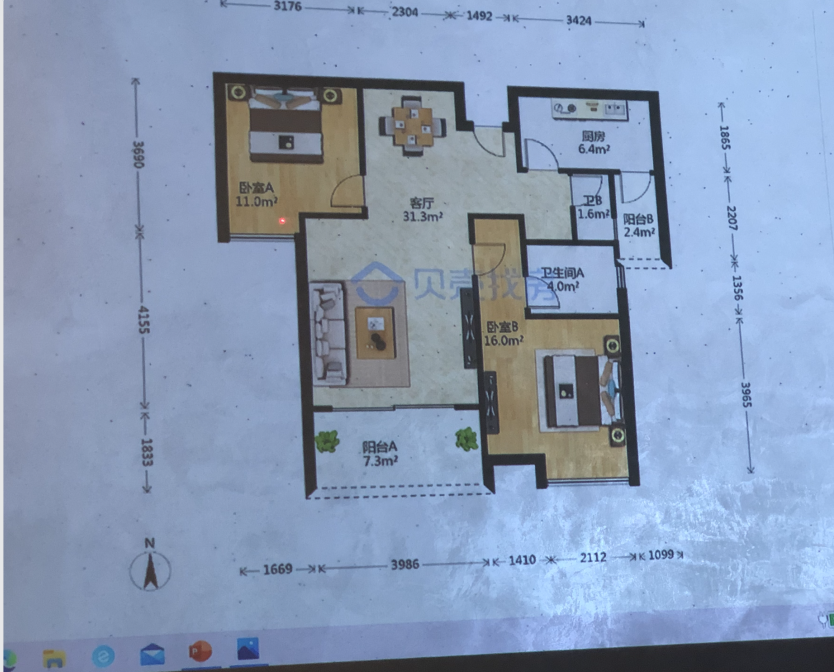 3176 2304 1492 3424
厨房
6.4m²
卧室A
11.0m²
客厅
31.3m²
卫B
1.6m²
阳台B
2.4m²
贝壳找房
卫生间A
4.0m²
卧室B
16.0m²
阳台A
7.3m²
3690
4155
1833
1865
2207
1356
3965
N
1669 3986 1410 2112 1099